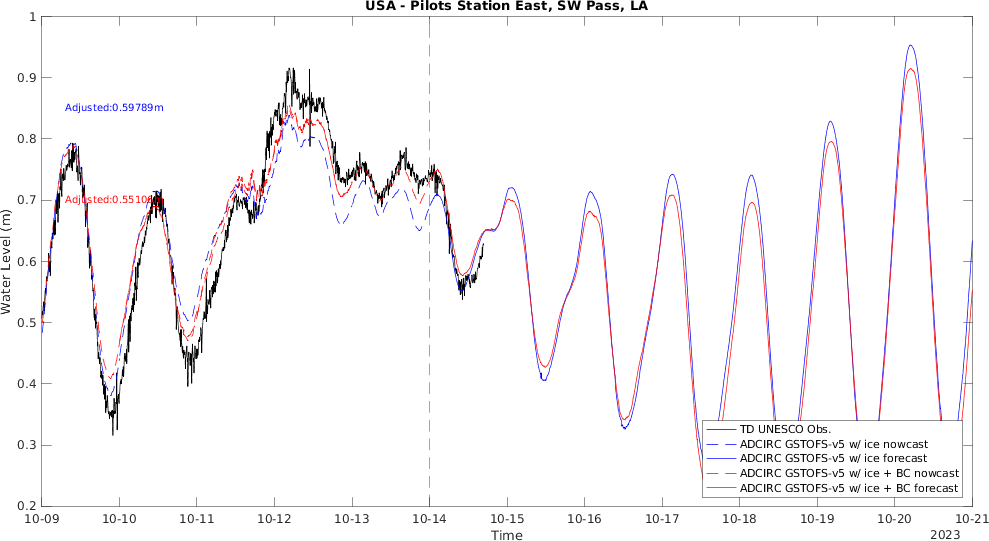 USA - Pilots Station East, SW Pass, LA
Water Level (m)
1
0.9
0.8
0.7
0.6
0.5
0.4
0.3
0.2
Adjusted:0.59789m
TD UNESCO Obs.
ADCIRC GSTOFS-v5 w/ ice nowcast
ADCIRC GSTOFS-v5 w/ ice forecast
ADCIRC GSTOFS-v5 w/ ice + BC nowcast
ADCIRC GSTOFS-v5 w/ ice + BC forecast
10-09 10-10 10-11 10-12 10-13 10-14 10-15 10-16 10-17 10-18 10-19 10-20 10-21
Time
2023